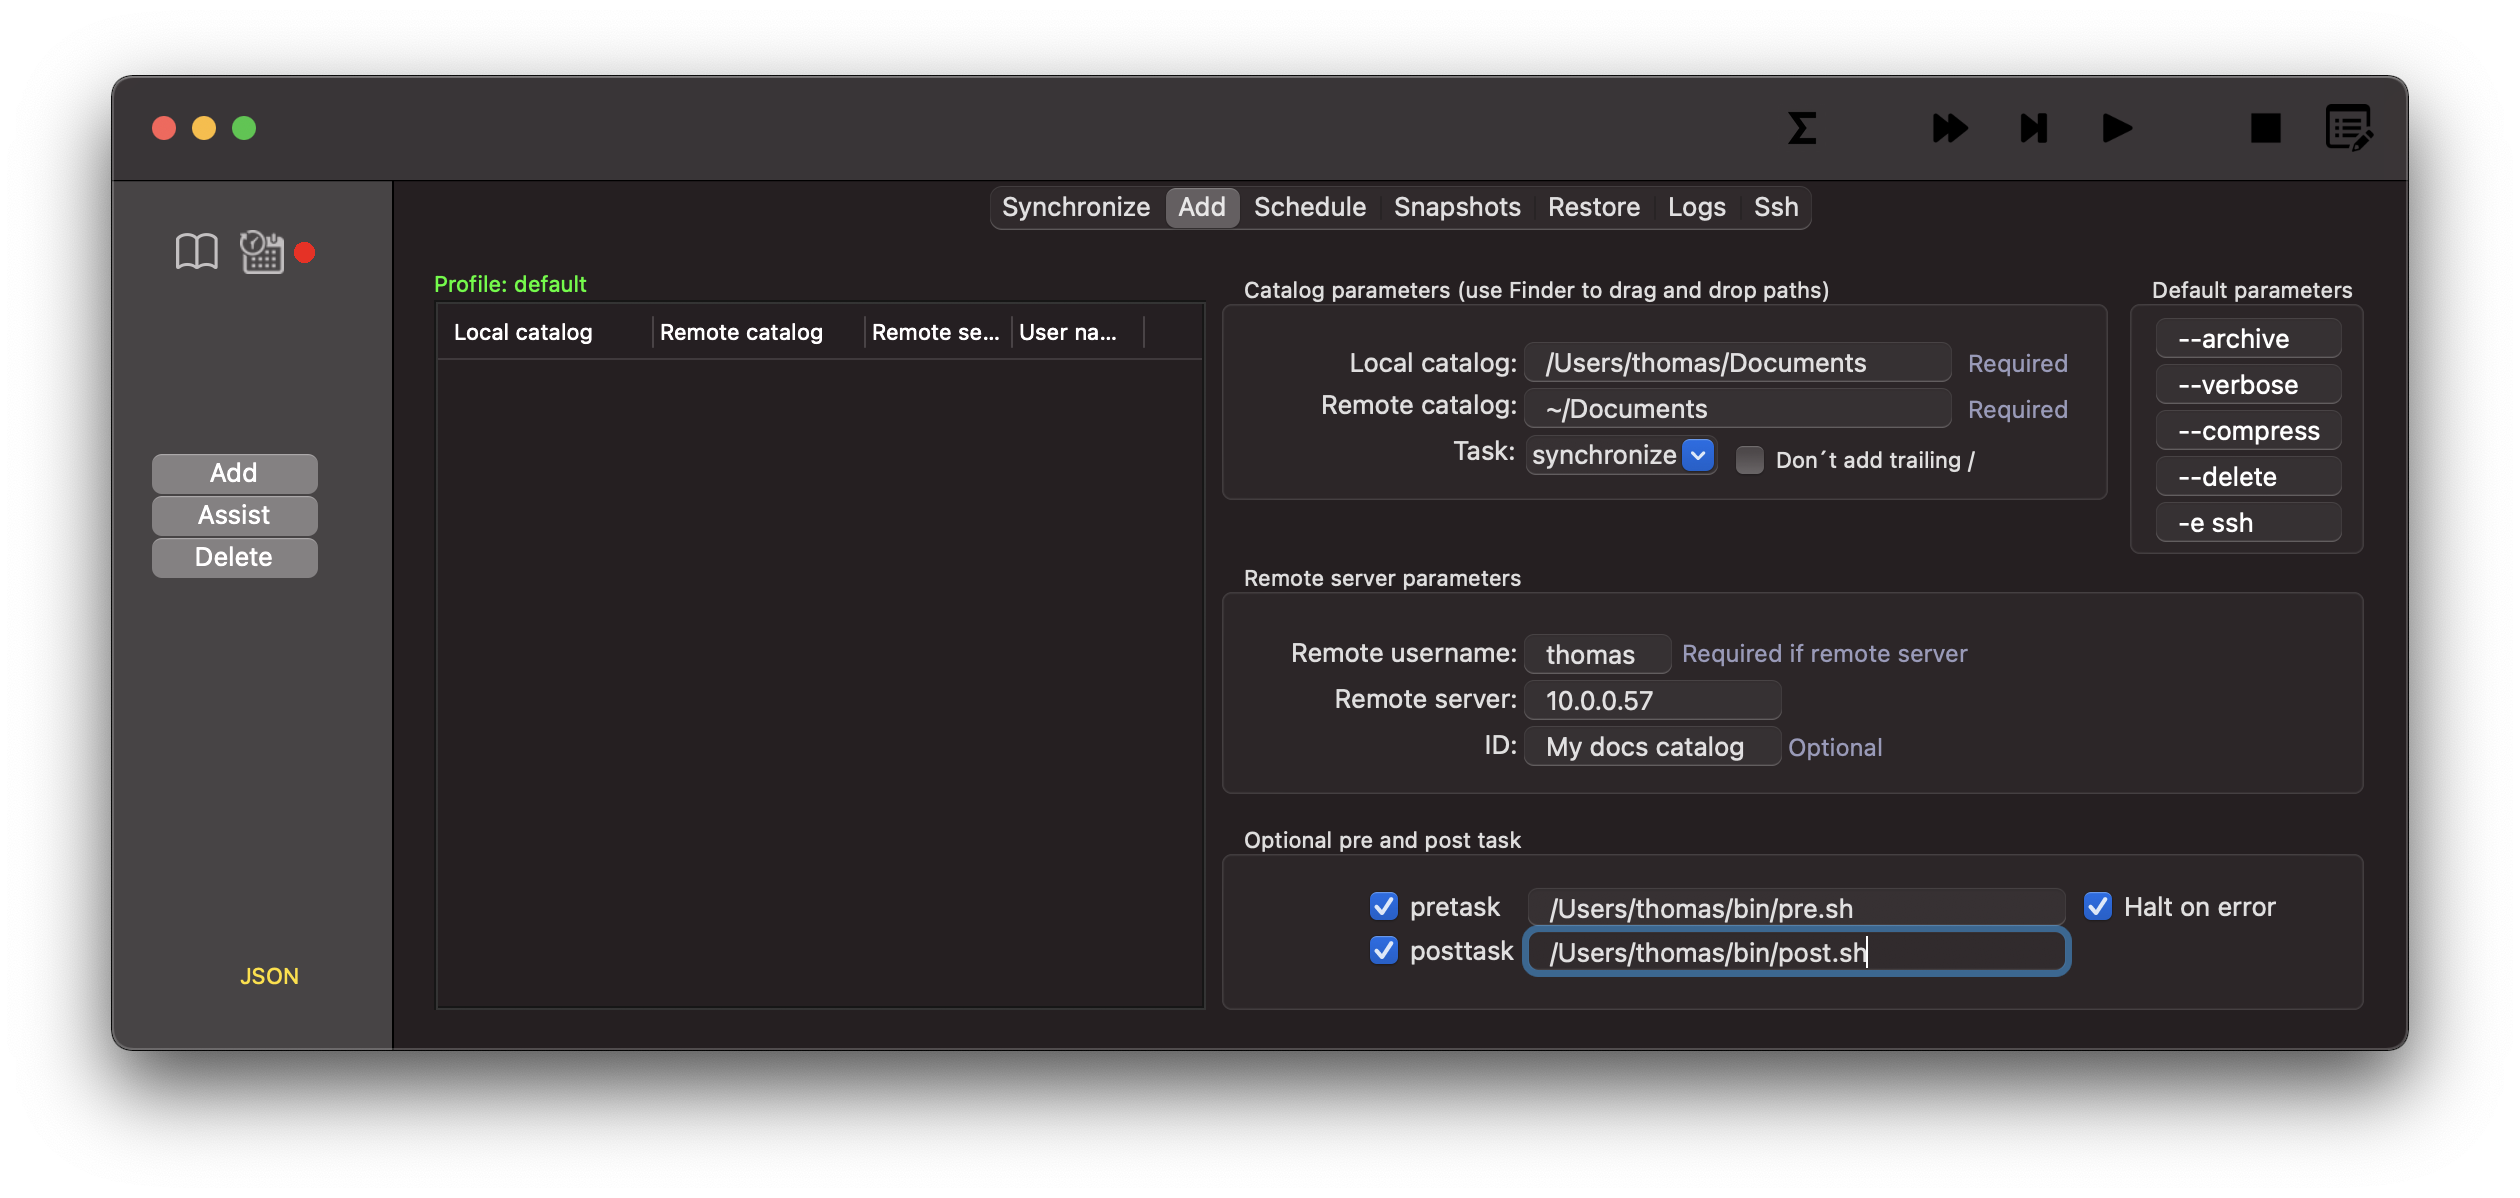 Synchronize Add Schedule Snapshots Restore Logs Ssh
Profile: default
Local catalog Remote catalog Remote se... User na...
Add
Assist
Delete
JSON
Catalog parameters (use Finder to drag and drop paths)
Local catalog: /Users/thomas/Documents Required
Remote catalog: ~/Documents Required
Task: synchronize Don´t add trailing /
Default parameters
--archive
--verbose
--compress
--delete
-e ssh
Remote server parameters
Remote username: thomas Required if remote server
Remote server: 10.0.0.57
ID: My docs catalog Optional
Optional pre and post task
pretask /Users/thomas/bin/pre.sh Halt on error
posttask /Users/thomas/bin/post.sh